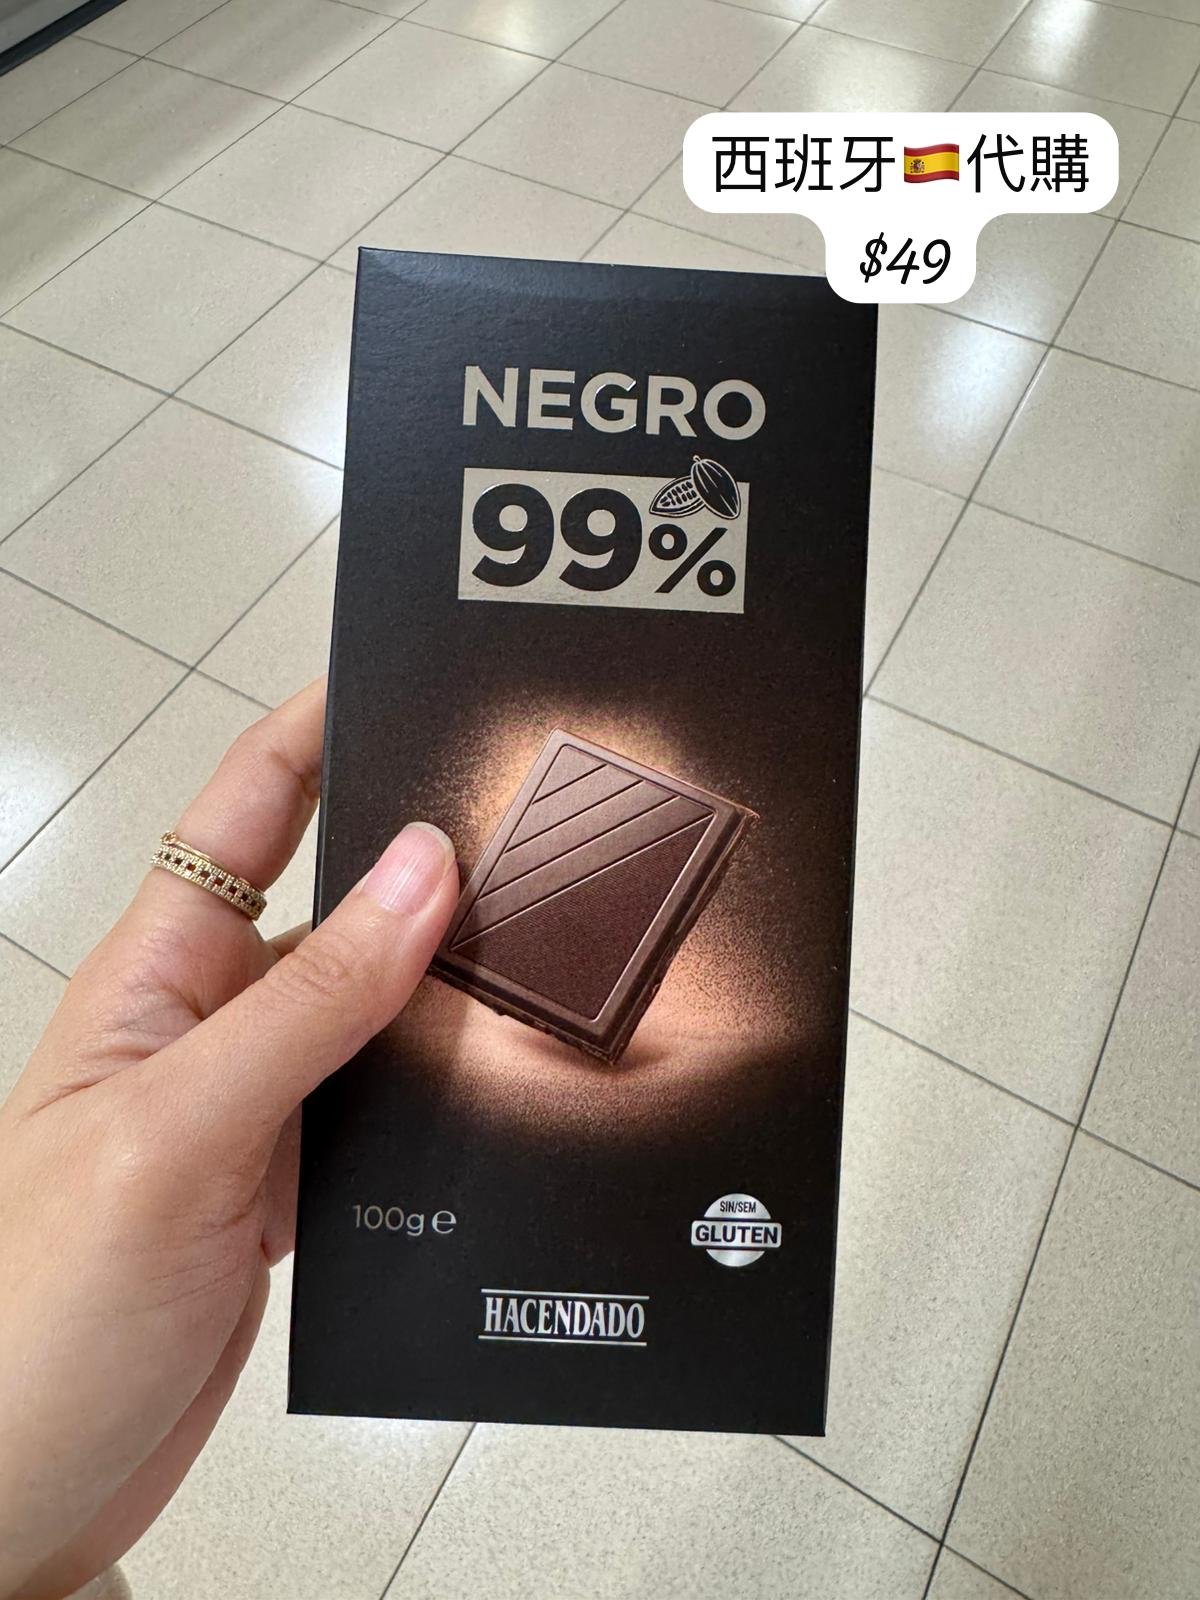 西班牙🇪🇸代購
$49
NEGRO
99%
100g e
SIN/SEM
GLUTEN
HACENDADO